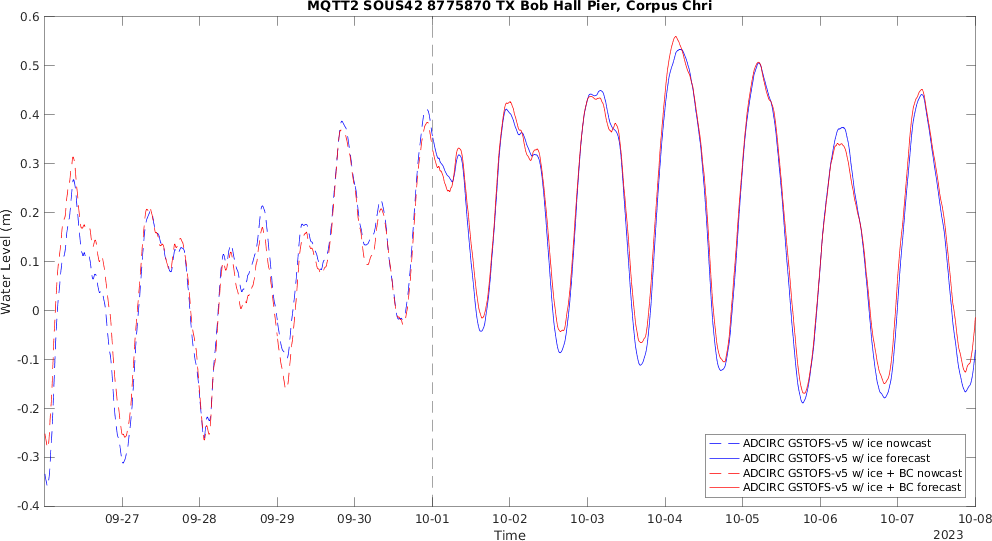 MQTT2 SOUS42 8775870 TX Bob Hall Pier, Corpus Chri
0.6
0.5
0.4
0.3
0.2
0.1
0
-0.1
-0.2
-0.3
-0.4
Water Level (m)
ADCIRC GSTOFS-v5 w/ ice nowcast
ADCIRC GSTOFS-v5 w/ ice forecast
ADCIRC GSTOFS-v5 w/ ice + BC nowcast
ADCIRC GSTOFS-v5 w/ ice + BC forecast
09-27 09-28 09-29 09-30 10-01 10-02 10-03 10-04 10-05 10-06 10-07 10-08
Time
2023